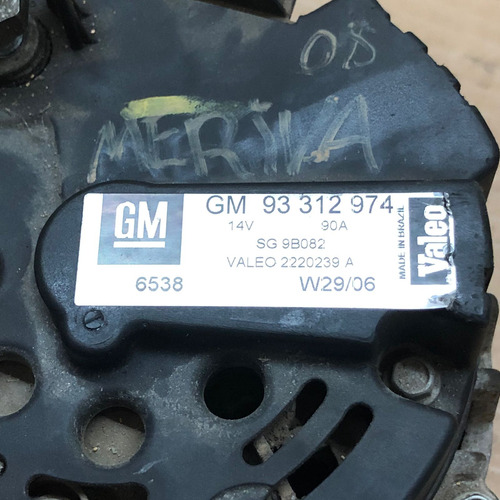 08
MERIVA
GM
GM 93 312 974
14V 90A
SG 9B082
VALEO 2220239 A
6538 W29/06
MADE IN BRAZIL
Valeo